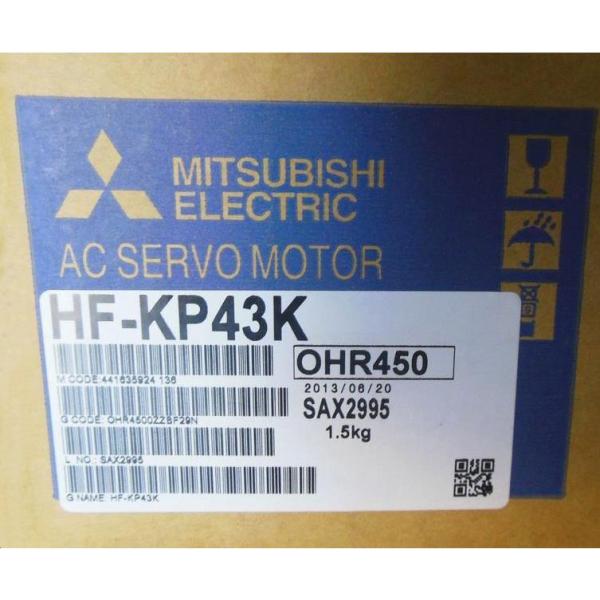 MITSUBISHI
ELECTRIC
AC SERVO MOTOR
HF-KP43K
OHR450
M CODE:441635924 136
2013/06/20
SAX2995
G CODE: OHR4500ZZBF29N
1.5kg
L NO.: SAX2995
G NAME: HF-KP43K